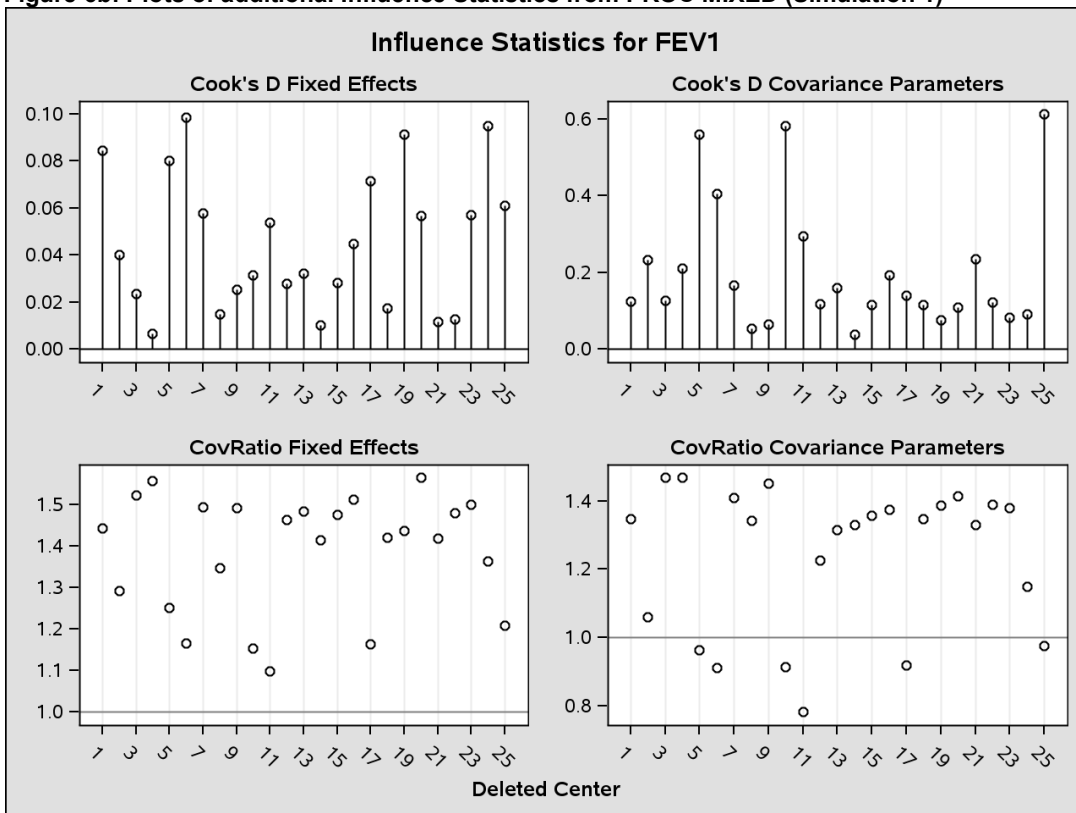 Plots of additional influence statistics from PROC MIXED
Influence Statistics for FEV1
Cook's D Fixed Effects
0.10
0.08
0.06
0.04
0.02
0.00
1 3 5 7 9 11 13 15 17 19 21 23 25
Cook's D Covariance Parameters
0.6
0.4
0.2
0.0
1 3 5 7 9 11 13 15 17 19 21 23 25
CovRatio Fixed Effects
1.5
1.4
1.3
1.2
1.1
1.0
1 3 5 7 9 11 13 15 17 19 21 23 25
CovRatio Covariance Parameters
1.4
1.2
1.0
0.8
1 3 5 7 9 11 13 15 17 19 21 23 25
Deleted Center